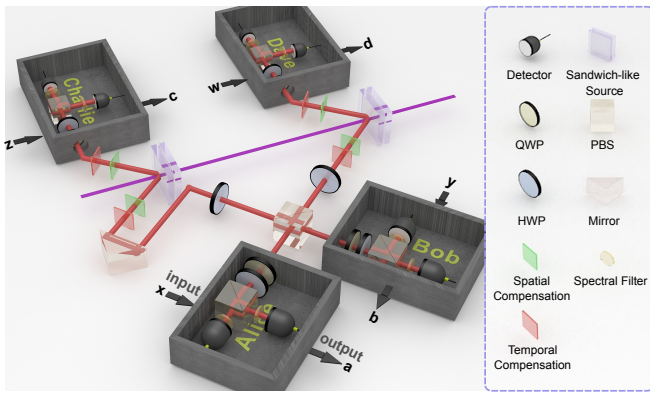 Charlie
z
c
Dave
w
d
y
Bob
b
input
x
Alice
output
a
Detector
Sandwich-like
Source
QWP
PBS
HWP
Mirror
Spatial
Compensation
Spectral Filter
Temporal
Compensation